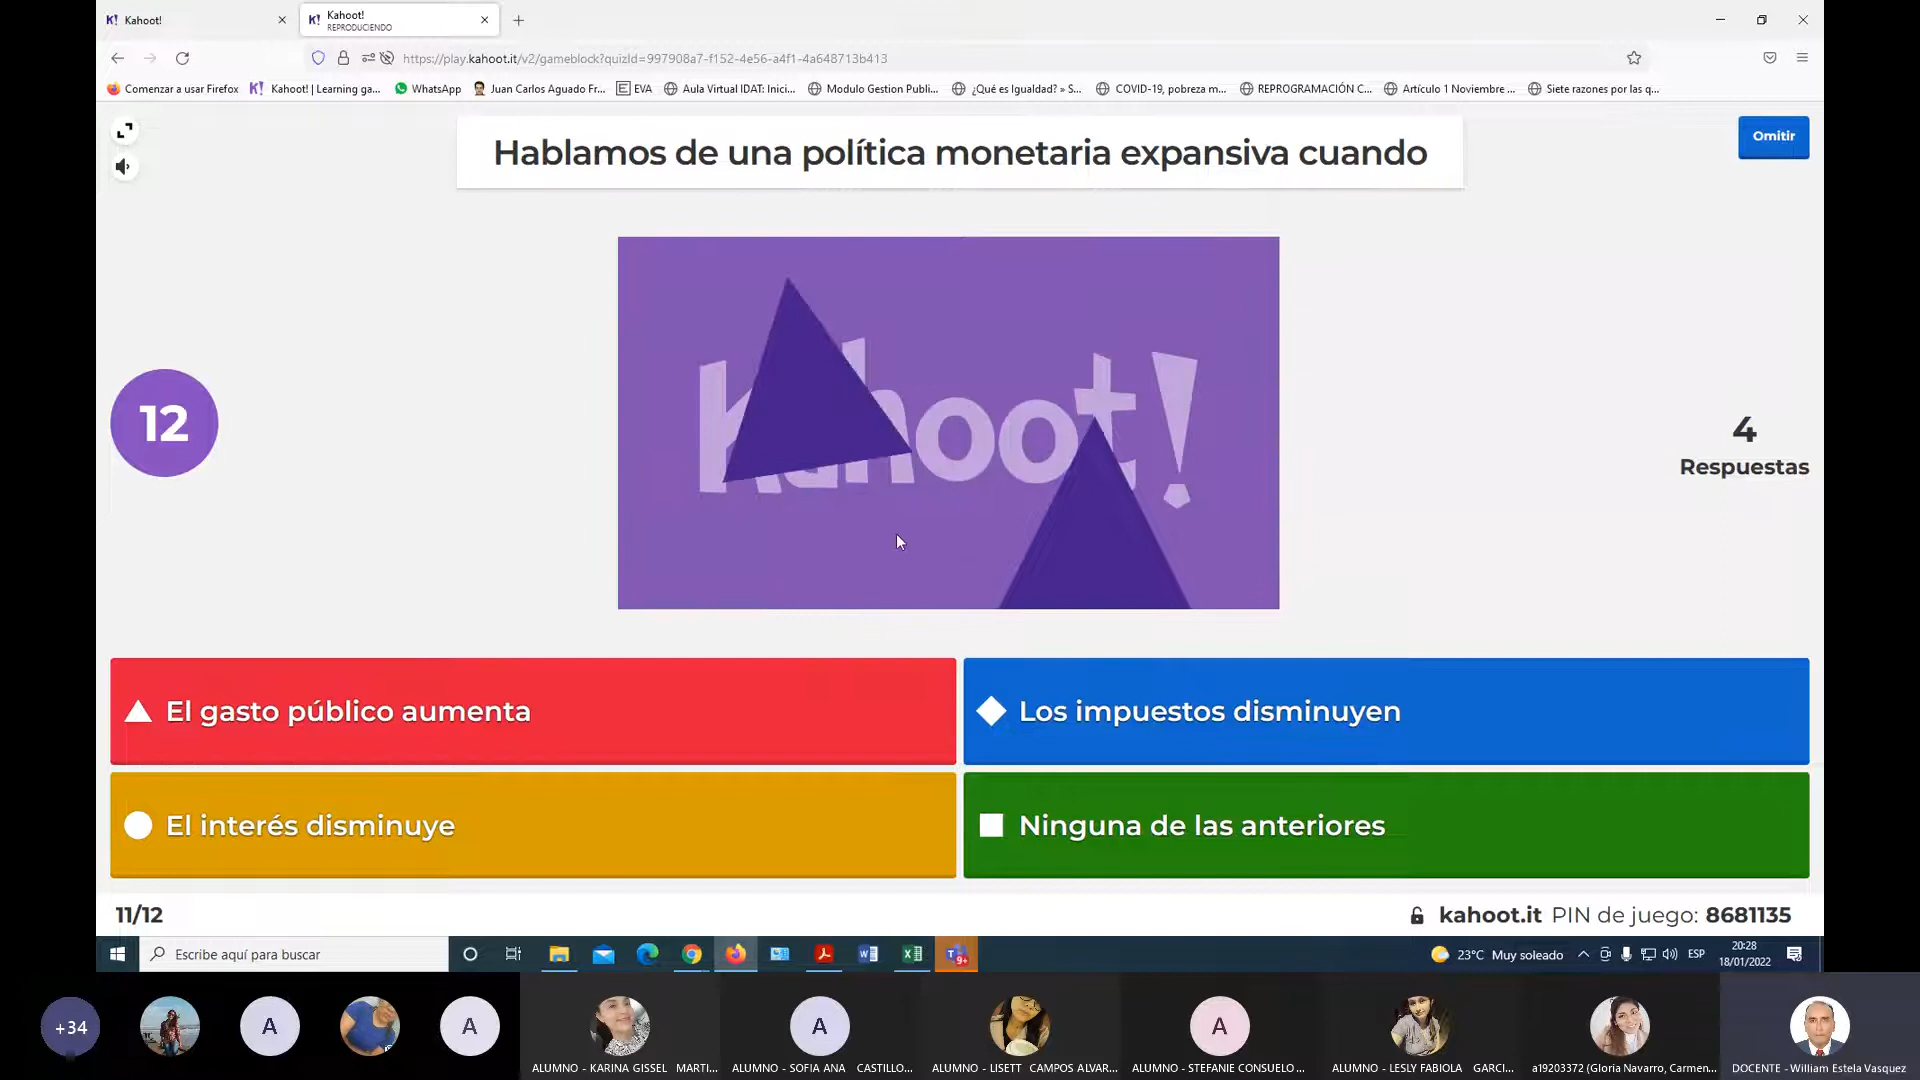 Kahoot!
Kahoot!
REPRODUCIENDO
https://play.kahoot.it/v2/gameblock?quizId=997908a7-f152-4e56-a4f1-4a648713b413
Comenzar a usar Firefox
Kahoot! | Learning ga...
WhatsApp
Juan Carlos Aguado Fr...
EVA
Aula Virtual IDAT: Inici...
Modulo Gestion Publi...
¿Qué es Igualdad? » S...
COVID-19, pobreza m...
REPROGRAMACIÓN C...
Artículo 1 Noviembre ...
Siete razones por las q...
Hablamos de una política monetaria expansiva cuando
Omitir
Kahoot!
12
4
Respuestas
El gasto público aumenta
Los impuestos disminuyen
El interés disminuye
Ninguna de las anteriores
11/12
kahoot.it PIN de juego: 8681135
Escribe aquí para buscar
9+
23°C Muy soleado
ESP
20:28
18/01/2022
+34
A
A
A
A
ALUMNO - KARINA GISSEL MARTI...
ALUMNO - SOFIA ANA CASTILLO...
ALUMNO - LISETT CAMPOS ALVAR...
ALUMNO - STEFANIE CONSUELO ...
ALUMNO - LESLY FABIOLA GARCI...
a19203372 (Gloria Navarro, Carmen...
DOCENTE - William Estela Vasquez